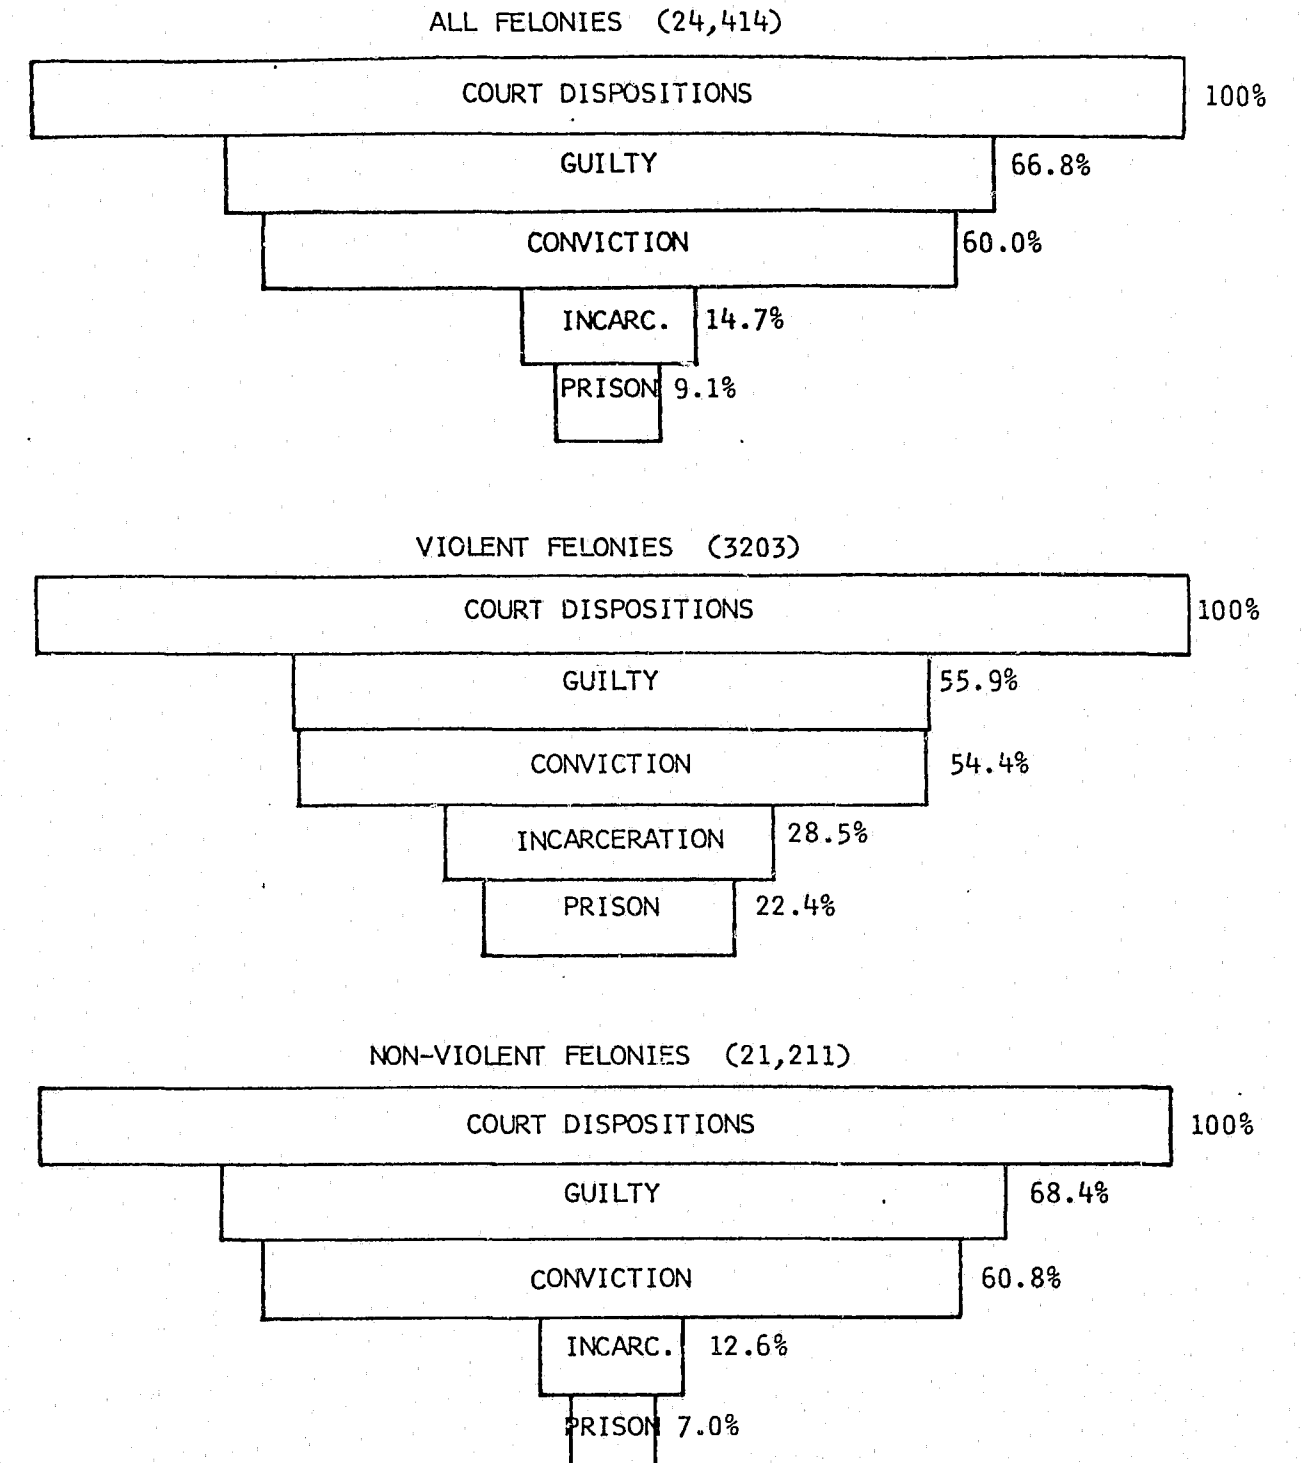 ALL FELONIES (24,414)
COURT DISPOSITIONS 100%
GUILTY 66.8%
CONVICTION 60.0%
INCARC. 14.7%
PRISON 9.1%
VIOLENT FELONIES (3203)
COURT DISPOSITIONS 100%
GUILTY 55.9%
CONVICTION 54.4%
INCARCERATION 28.5%
PRISON 22.4%
NON-VIOLENT FELONIES (21,211)
COURT DISPOSITIONS 100%
GUILTY 68.4%
CONVICTION 60.8%
INCARC. 12.6%
PRISON 7.0%